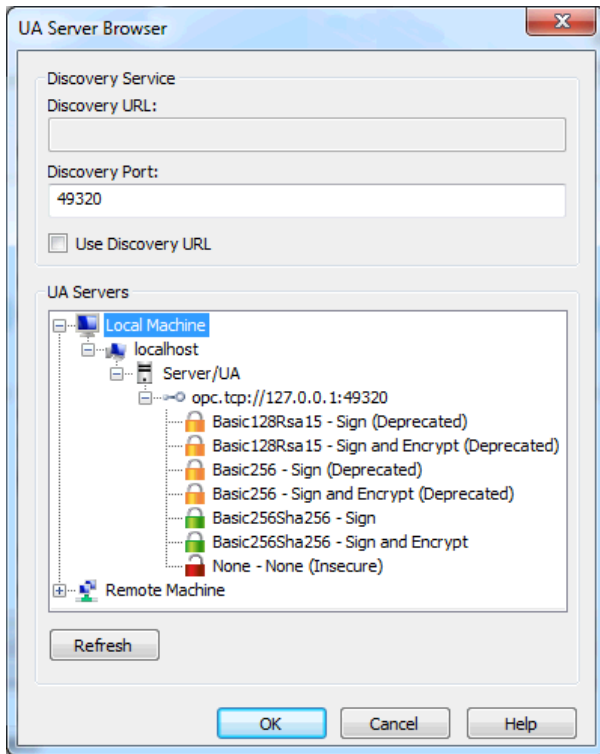 UA Server Browser
Discovery Service
Discovery URL:
Discovery Port:
49320
Use Discovery URL
UA Servers
Local Machine
localhost
Server/UA
opc.tcp://127.0.0.1:49320
Basic128Rsa15 - Sign (Deprecated)
Basic128Rsa15 - Sign and Encrypt (Deprecated)
Basic256 - Sign (Deprecated)
Basic256 - Sign and Encrypt (Deprecated)
Basic256Sha256 - Sign
Basic256Sha256 - Sign and Encrypt
None - None (Insecure)
Remote Machine
Refresh
OK Cancel Help